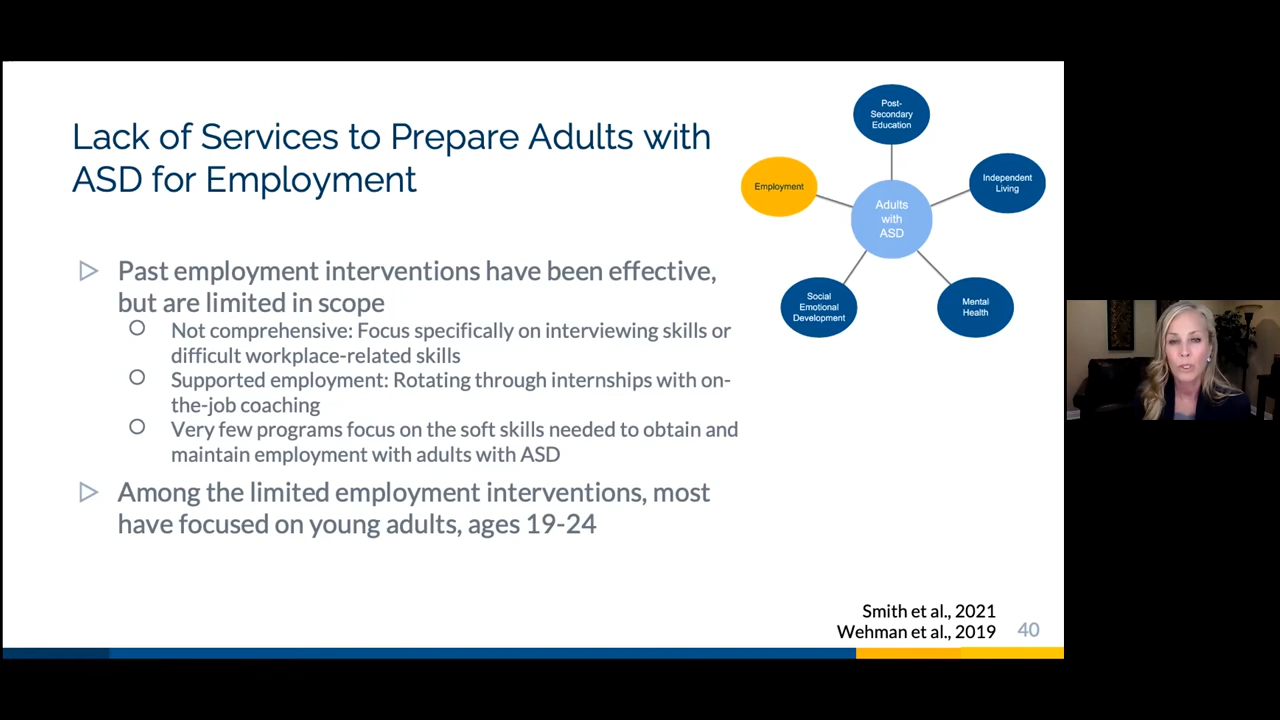 Lack of Services to Prepare Adults with
ASD for Employment
Past employment interventions have been effective,
but are limited in scope
Not comprehensive: Focus specifically on interviewing skills or
difficult workplace-related skills
Supported employment: Rotating through internships with on-
the-job coaching
Very few programs focus on the soft skills needed to obtain and
maintain employment with adults with ASD
Among the limited employment interventions, most
have focused on young adults, ages 19-24
Post-
Secondary
Education
Employment
Independent
Living
Adults
with
ASD
Social
Emotional
Development
Mental
Health
Smith et al., 2021
Wehman et al., 2019
40